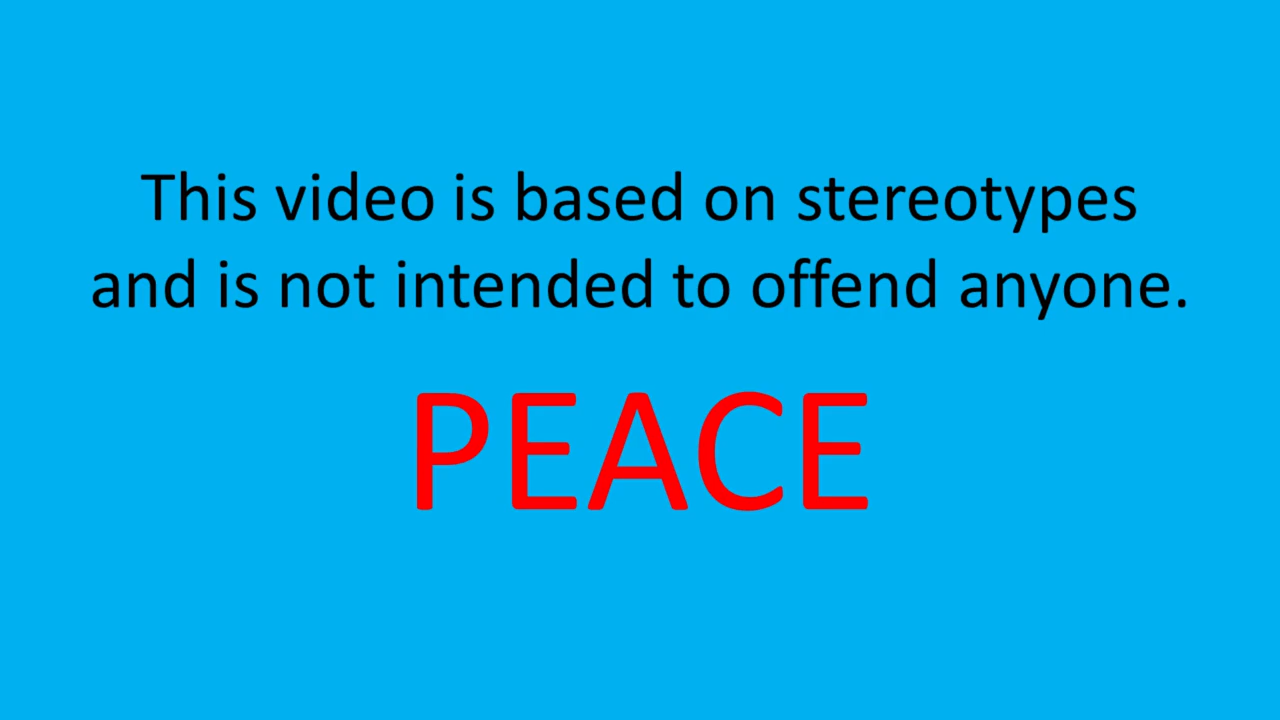 This video is based on stereotypes
and is not intended to offend anyone.
PEACE